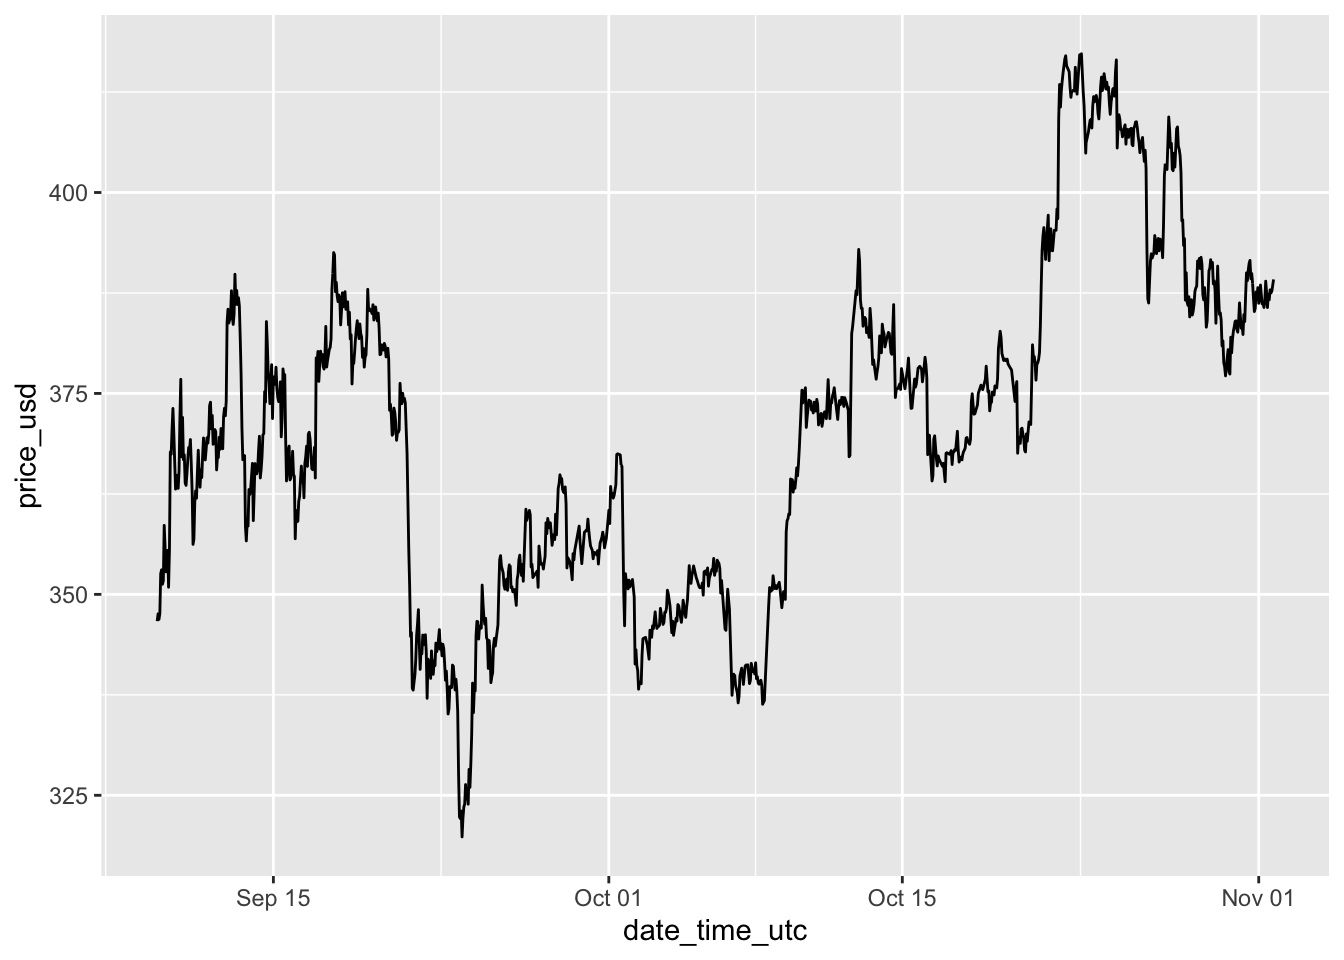 price_usd
400
375
350
325
Sep 15
Oct 01
Oct 15
Nov 01
date_time_utc